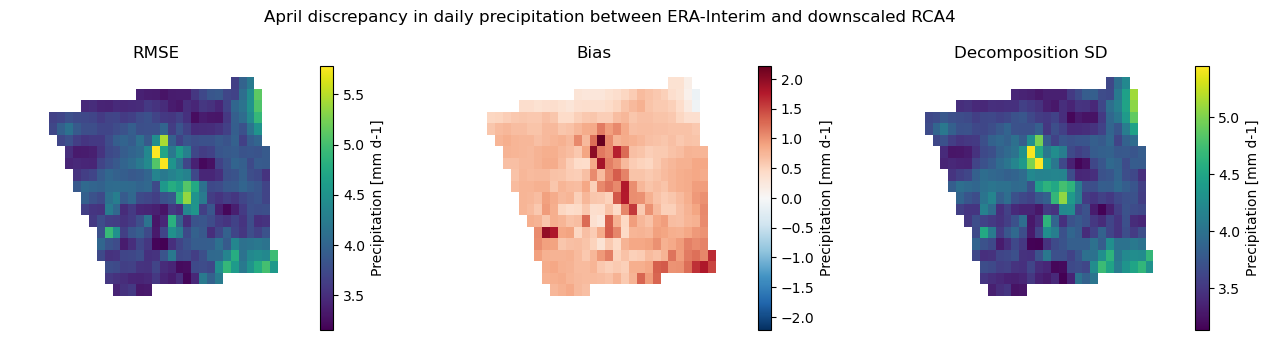 April discrepancy in daily precipitation between ERA-Interim and downscaled RCA4
RMSE
5.5
5.0
4.5
4.0
3.5
Precipitation [mm d-1]
Bias
2.0
1.5
1.0
0.5
0.0
−0.5
−1.0
−1.5
−2.0
Precipitation [mm d-1]
Decomposition SD
5.0
4.5
4.0
3.5
Precipitation [mm d-1]